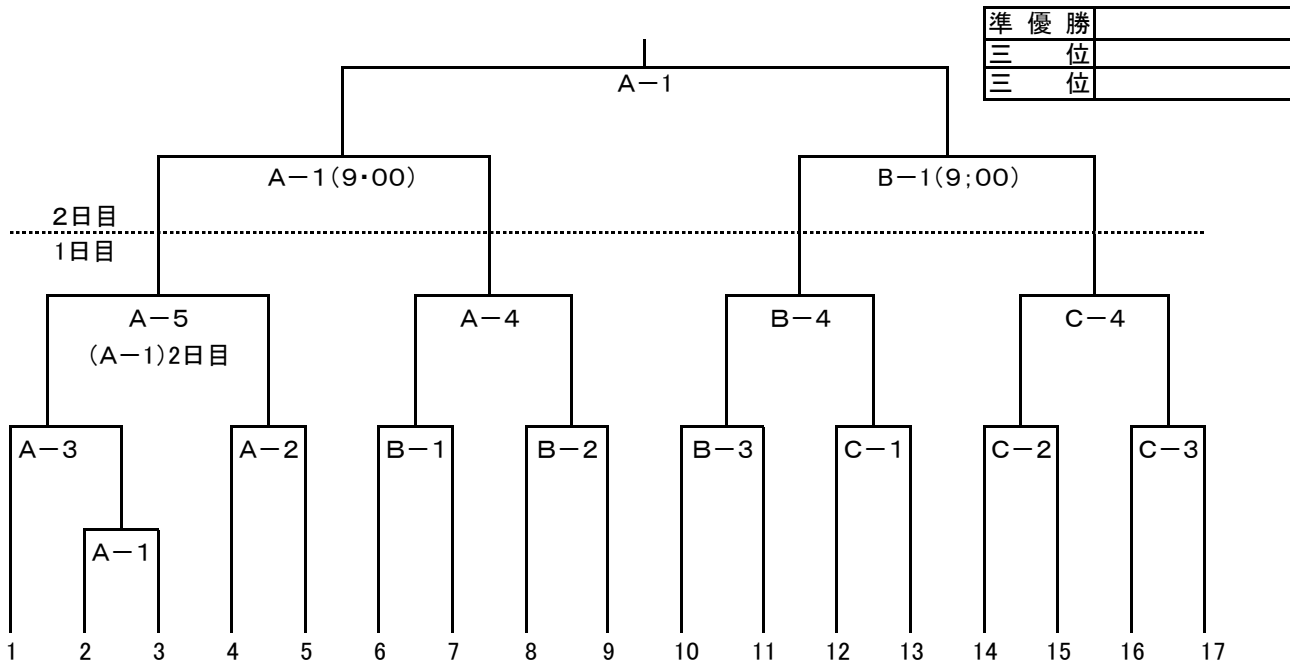 準 優 勝
三 位
三 位
A－1
A－1(9・00)
B－1(9;00)
2日目
1日目
A－5
A－4
B－4
C－4
(A－1)2日目
A－3
A－2
B－1
B－2
B－3
C－1
C－2
C－3
A－1
1 2 3 4 5 6 7 8 9 10 11 12 13 14 15 16 17